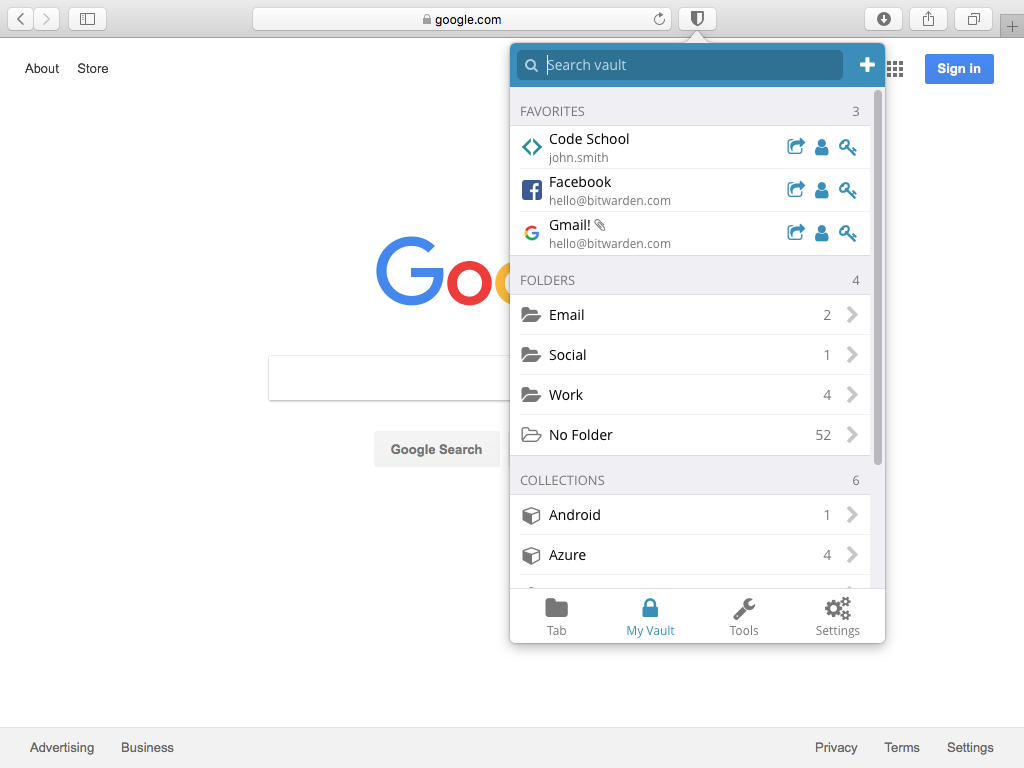 google.com
About Store
Sign in
Search vault
FAVORITES 3
Code School
john.smith
Facebook
hello@bitwarden.com
Gmail!
hello@bitwarden.com
FOLDERS 4
Email 2
Social 1
Work 4
No Folder 52
COLLECTIONS 6
Android 1
Azure 4
Tab My Vault Tools Settings
Goo
Google Search
Advertising Business Privacy Terms Settings